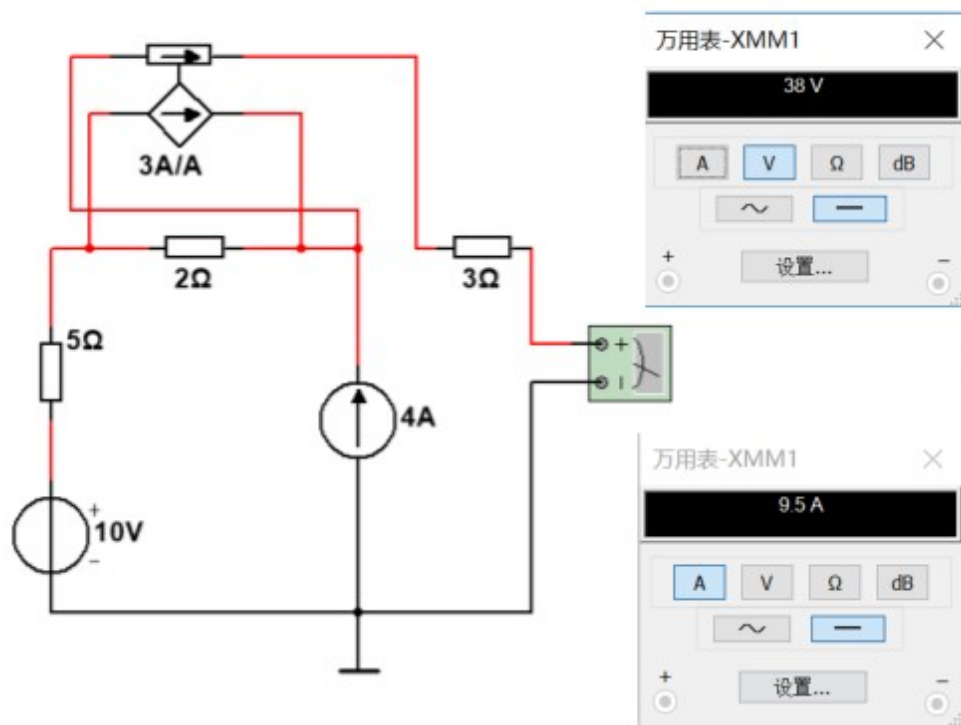 万用表-XMM1
38 V
A V Ω dB
+ −
设置...
3A/A
2Ω
3Ω
5Ω
+
4A
万用表-XMM1
9.5 A
+
10V
−
A V Ω dB
+ −
设置...